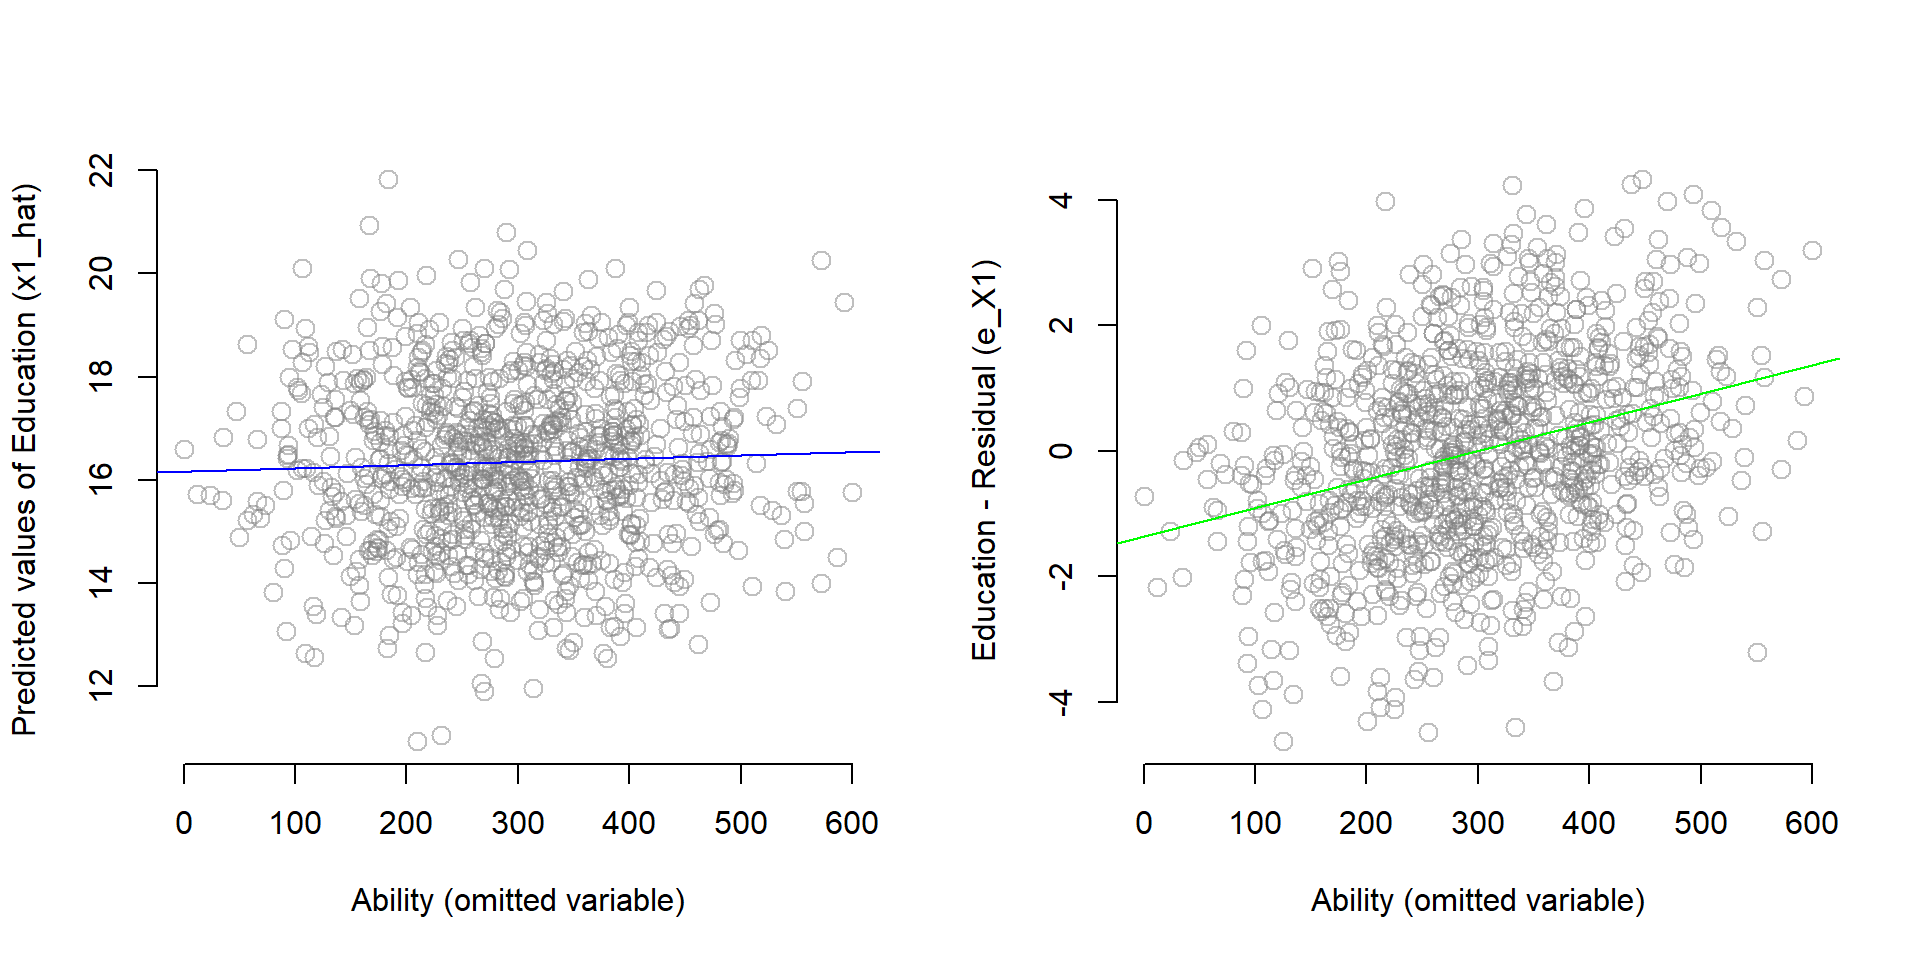 Predicted values of Education (x1_hat)
22
20
18
16
14
12
0 100 200 300 400 500 600
Ability (omitted variable)
Education - Residual (e_X1)
4
2
0
-2
-4
0 100 200 300 400 500 600
Ability (omitted variable)